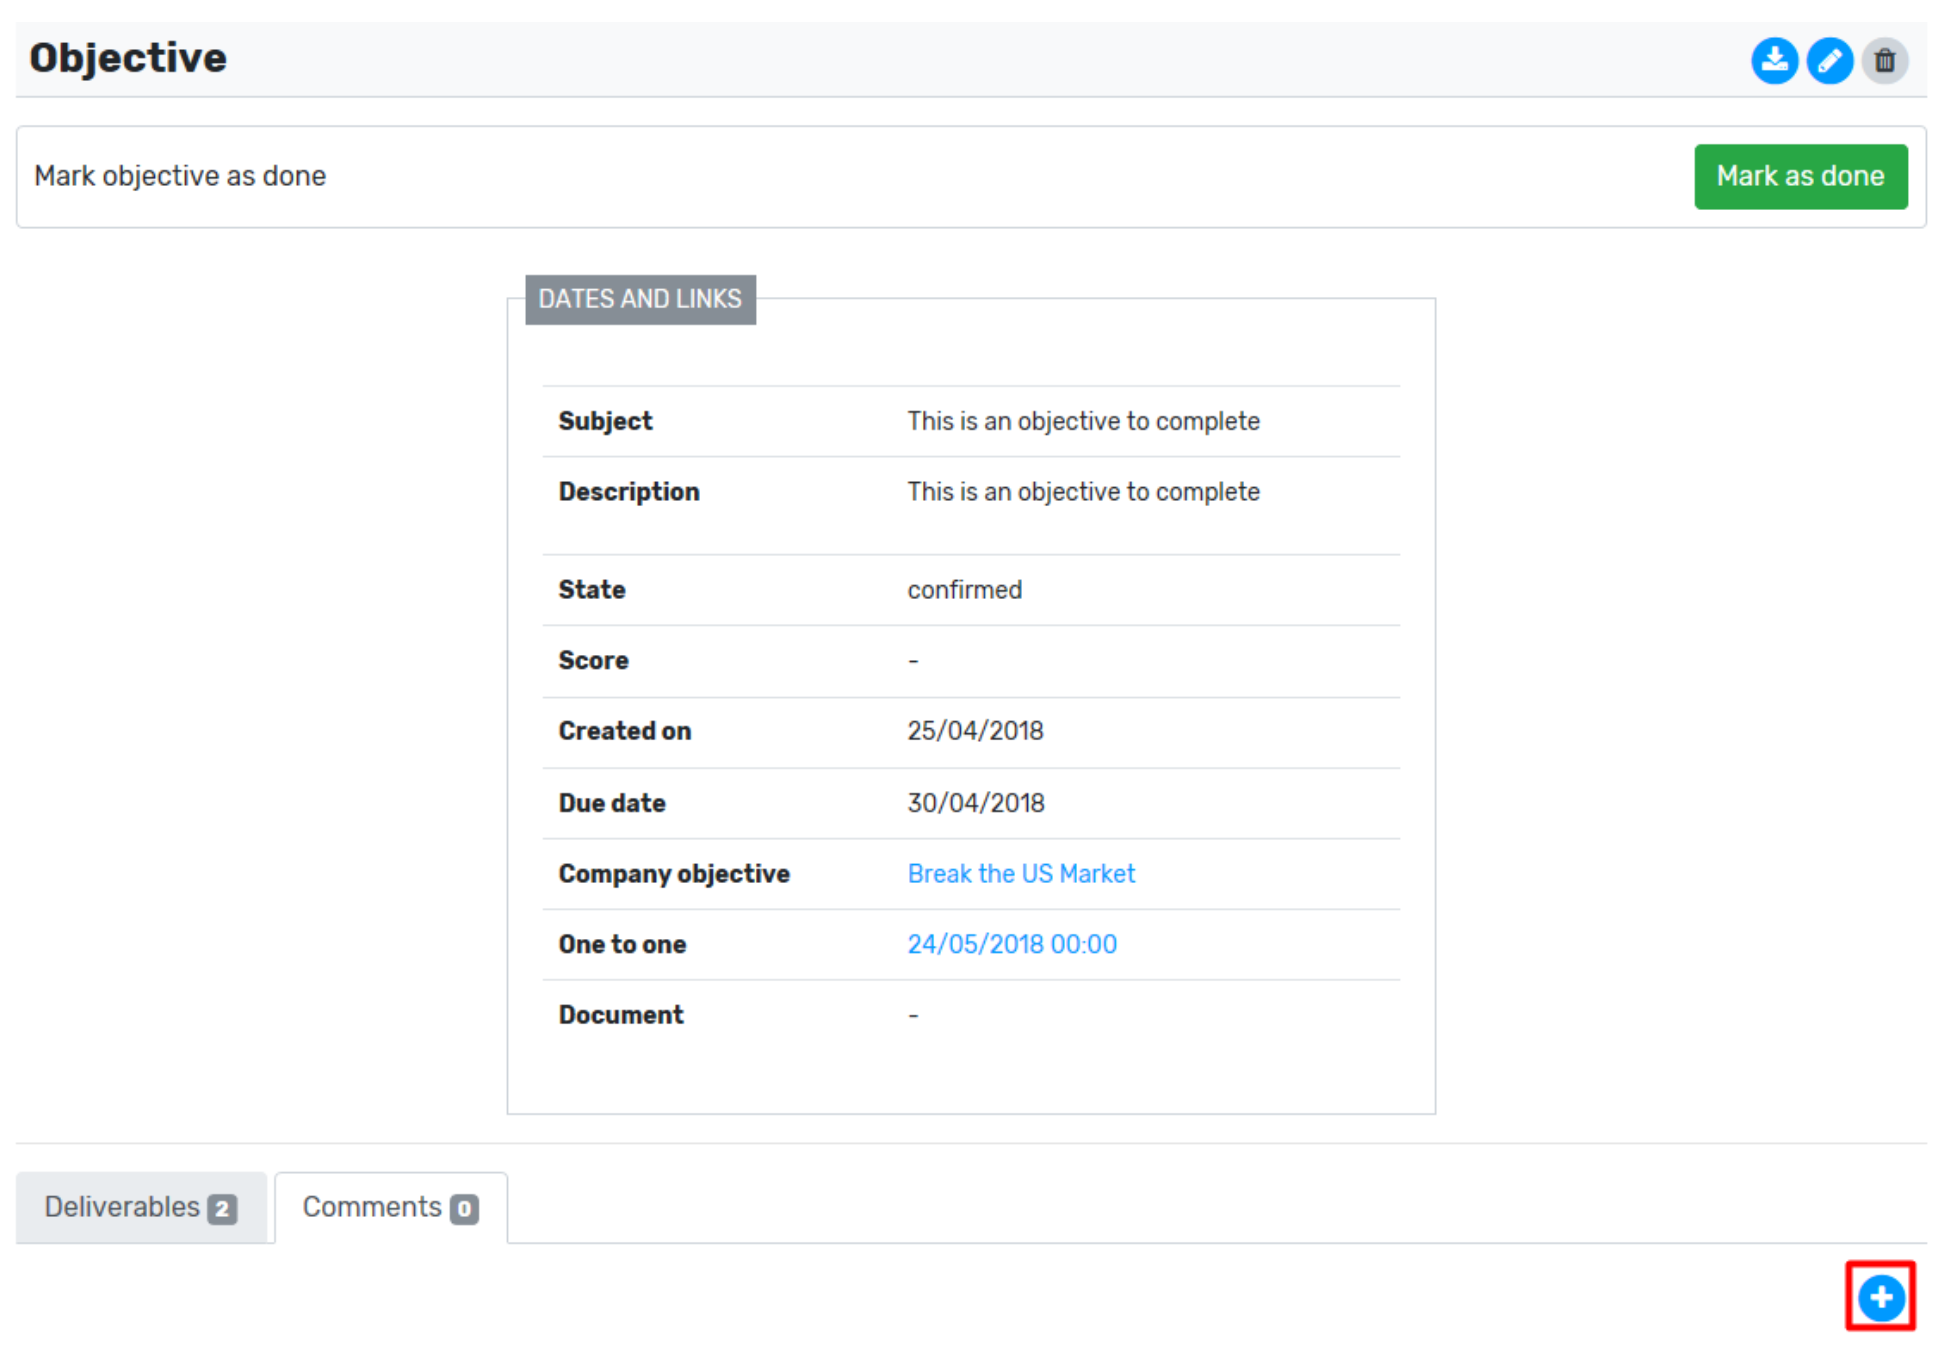 Objective
Mark objective as done
Mark as done
DATES AND LINKS
Subject This is an objective to complete
Description This is an objective to complete
State confirmed
Score -
Created on 25/04/2018
Due date 30/04/2018
Company objective Break the US Market
One to one 24/05/2018 00:00
Document -
Deliverables 2 Comments 0